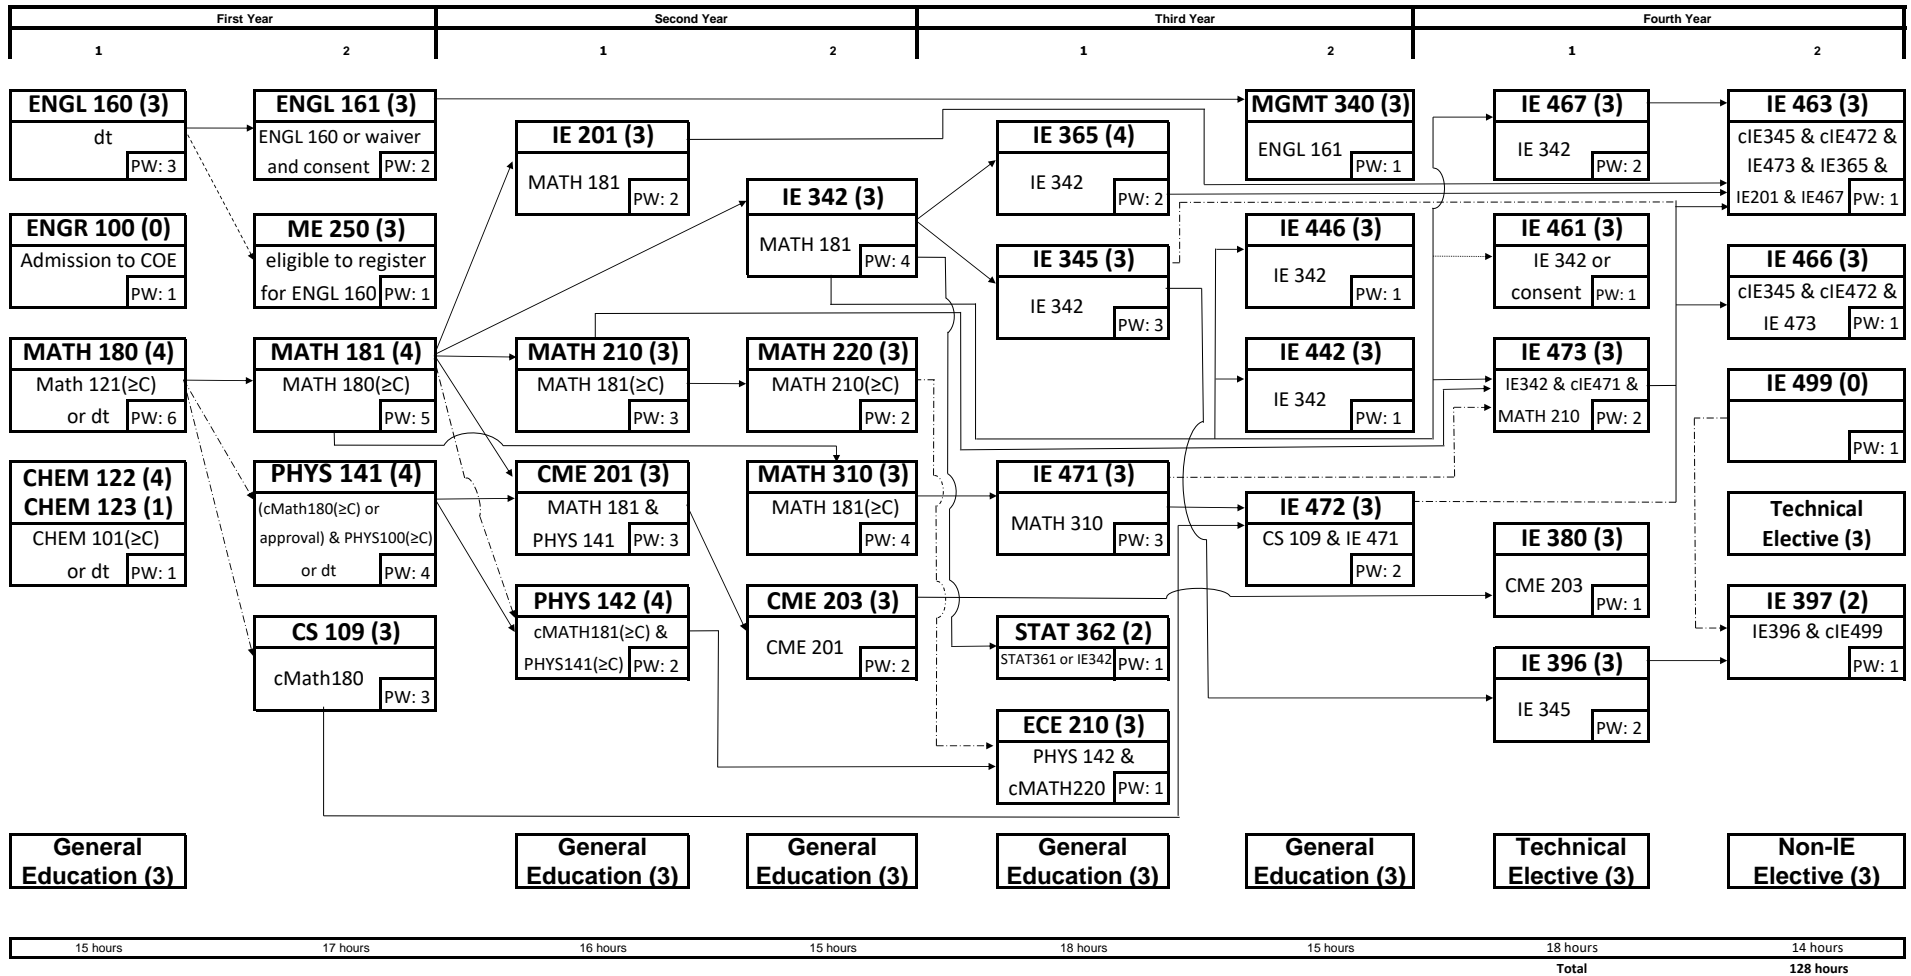 First Year
Second Year
Third Year
Fourth Year
1
2
1
2
1
2
1
2
ENGL 160 (3)
dt
PW: 3
ENGR 100 (0)
Admission to COE
PW: 1
MATH 180 (4)
Math 121(≥C)
or dt
PW: 6
CHEM 122 (4)
CHEM 123 (1)
CHEM 101(≥C)
or dt
PW: 1
General
Education (3)
ENGL 161 (3)
ENGL 160 or waiver
and consent
PW: 2
ME 250 (3)
eligible to register
for ENGL 160
PW: 1
MATH 181 (4)
MATH 180(≥C)
PW: 5
PHYS 141 (4)
(cMath180(≥C) or
approval) & PHYS100(≥C)
or dt
PW: 4
CS 109 (3)
cMath180
PW: 3
IE 201 (3)
MATH 181
PW: 2
MATH 210 (3)
MATH 181(≥C)
PW: 3
CME 201 (3)
MATH 181 &
PHYS 141
PW: 3
PHYS 142 (4)
cMATH181(≥C) &
PHYS141(≥C)
PW: 2
General
Education (3)
IE 342 (3)
MATH 181
PW: 4
MATH 220 (3)
MATH 210(≥C)
PW: 2
MATH 310 (3)
MATH 181(≥C)
PW: 4
CME 203 (3)
CME 201
PW: 2
General
Education (3)
IE 365 (4)
IE 342
PW: 2
IE 345 (3)
IE 342
PW: 3
IE 471 (3)
MATH 310
PW: 3
STAT 362 (2)
STAT361 or IE342
PW: 1
ECE 210 (3)
PHYS 142 &
cMATH220
PW: 1
General
Education (3)
MGMT 340 (3)
ENGL 161
PW: 1
IE 446 (3)
IE 342
PW: 1
IE 442 (3)
IE 342
PW: 1
IE 472 (3)
CS 109 & IE 471
PW: 2
General
Education (3)
IE 467 (3)
IE 342
PW: 2
IE 461 (3)
IE 342 or
consent
PW: 1
IE 473 (3)
IE342 & cIE471 &
MATH 210
PW: 2
IE 380 (3)
CME 203
PW: 1
IE 396 (3)
IE 345
PW: 2
Technical
Elective (3)
IE 463 (3)
cIE345 & cIE472 &
IE473 & IE365 &
IE201 & IE467
PW: 1
IE 466 (3)
cIE345 & cIE472 &
IE 473
PW: 1
IE 499 (0)
PW: 1
Technical
Elective (3)
IE 397 (2)
IE396 & cIE499
PW: 1
Non-IE
Elective (3)
15 hours
17 hours
16 hours
15 hours
18 hours
15 hours
18 hours
14 hours
Total
128 hours